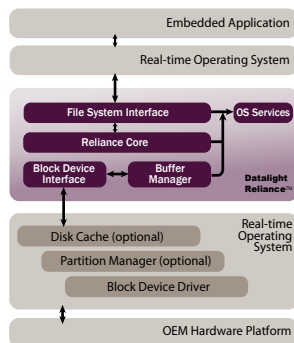 Embedded Application
Real-time Operating System
File System Interface
OS Services
Reliance Core
Block Device
Interface
Buffer
Manager
Datalight
Reliance™
Real-time
Operating
System
Disk Cache (optional)
Partition Manager (optional)
Block Device Driver
OEM Hardware Platform